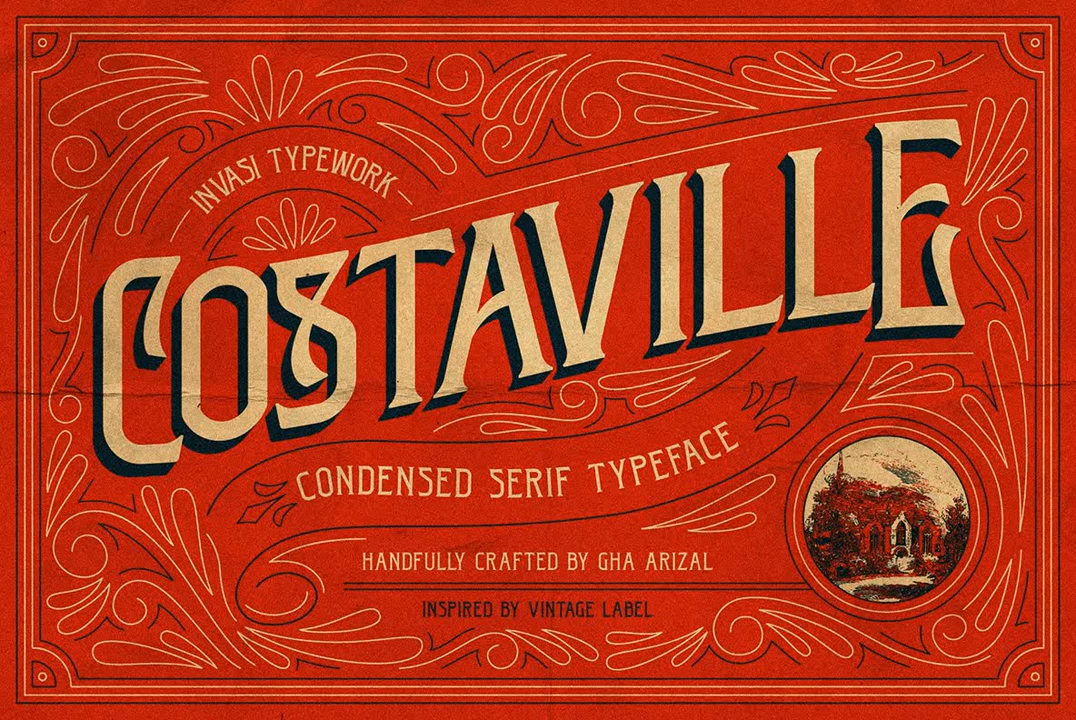 INVASI TYPEWORK
COSTAVILLE
CONDENSED SERIF TYPEFACE
HANDFULLY CRAFTED BY GHA ARIZAL
INSPIRED BY VINTAGE LABEL